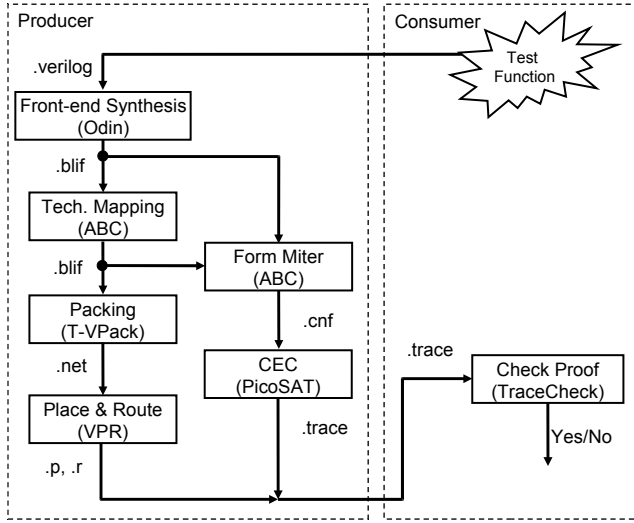 Producer
Consumer
Test
Function
.verilog
Front-end Synthesis
(Odin)
.blif
Tech. Mapping
(ABC)
.blif
Form Miter
(ABC)
Packing
(T-VPack)
.cnf
.net
CEC
(PicoSAT)
.trace
Check Proof
(TraceCheck)
Place & Route
(VPR)
.trace
Yes/No
.p, .r